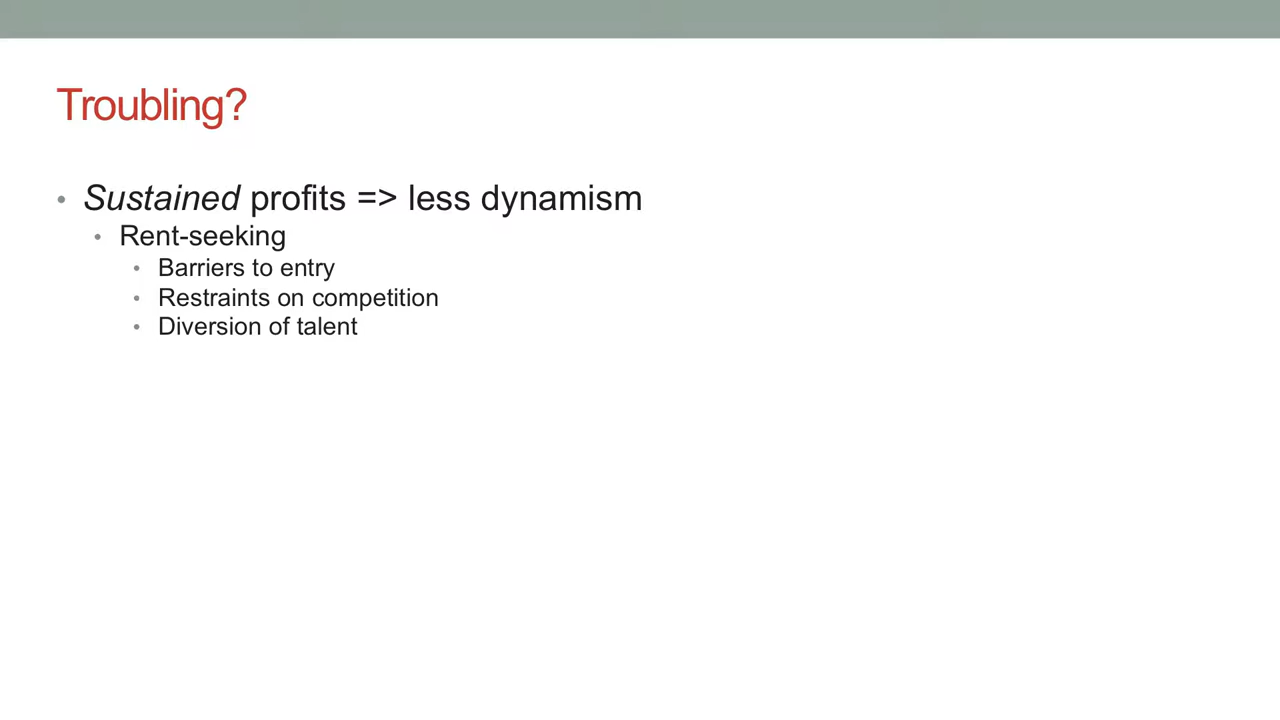 Troubling?
• Sustained profits => less dynamism
• Rent-seeking
• Barriers to entry
• Restraints on competition
• Diversion of talent